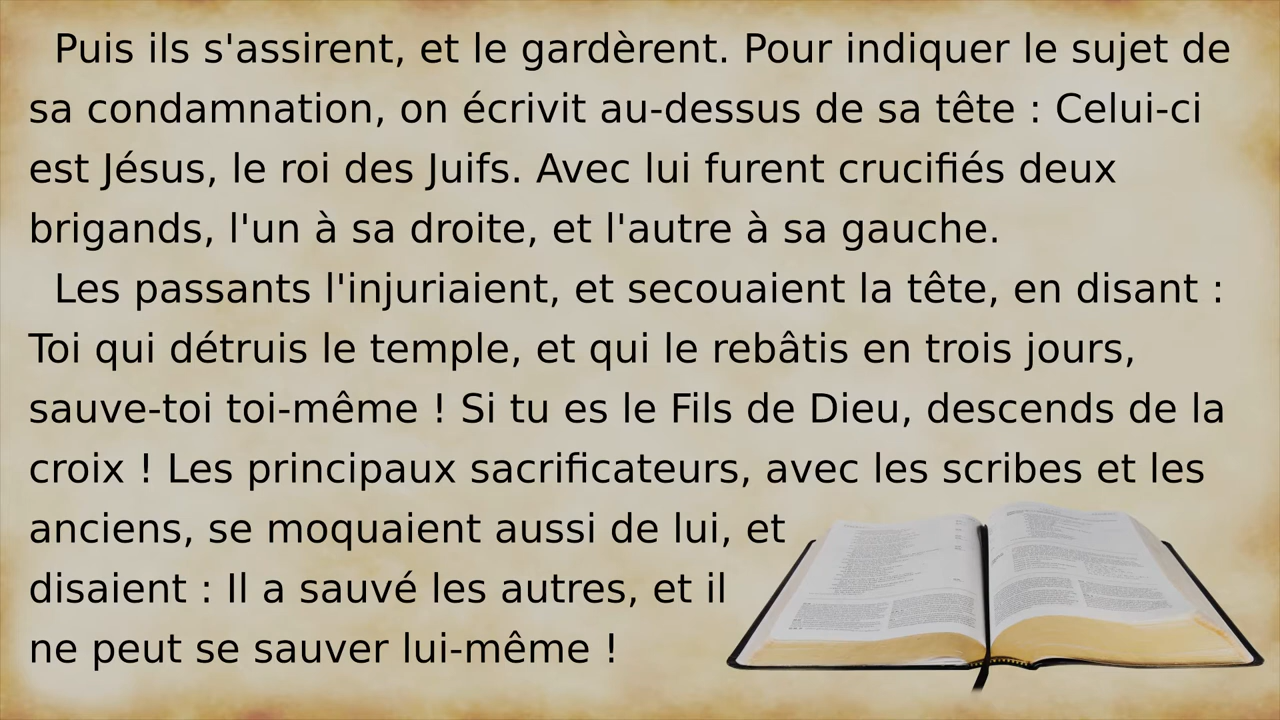 Puis ils s'assirent, et le gardèrent. Pour indiquer le sujet de
sa condamnation, on écrivit au-dessus de sa tête : Celui-ci
est Jésus, le roi des Juifs. Avec lui furent crucifiés deux
brigands, l'un à sa droite, et l'autre à sa gauche.
Les passants l'injuriaient, et secouaient la tête, en disant :
Toi qui détruis le temple, et qui le rebâtis en trois jours,
sauve-toi toi-même ! Si tu es le Fils de Dieu, descends de la
croix ! Les principaux sacrificateurs, avec les scribes et les
anciens, se moquaient aussi de lui, et
disaient : Il a sauvé les autres, et il
ne peut se sauver lui-même !